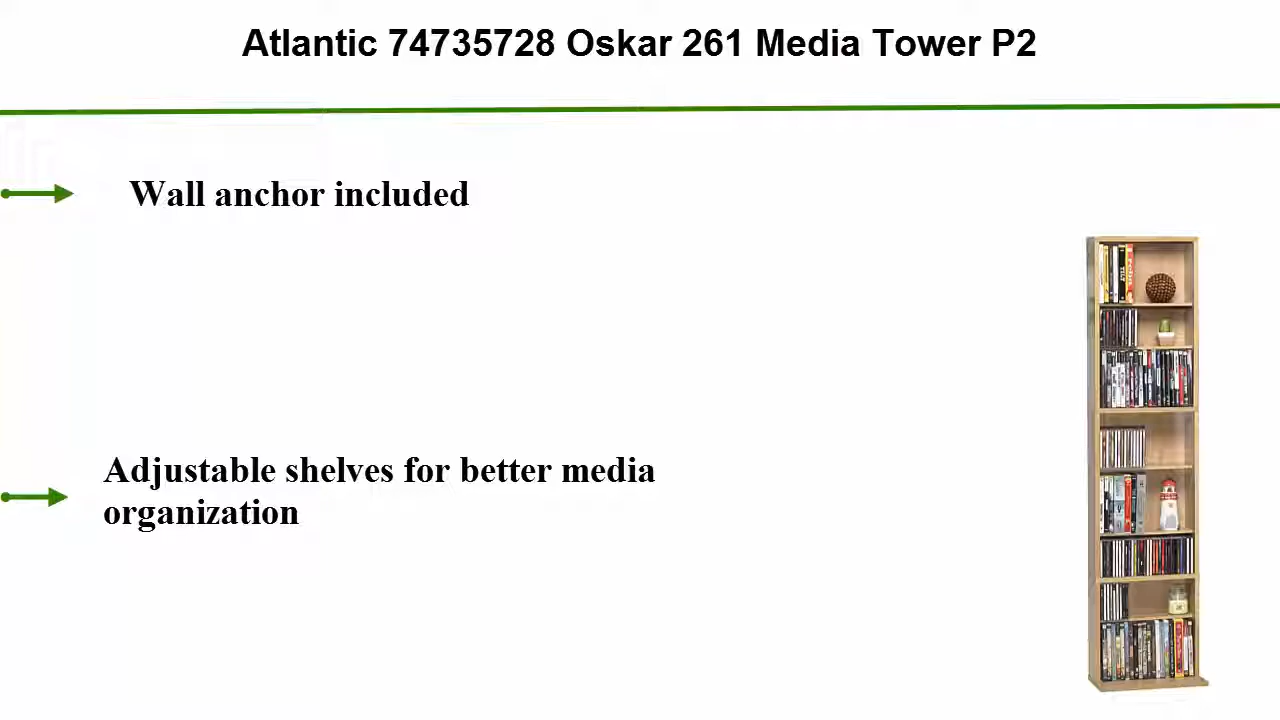 Atlantic 74735728 Oskar 261 Media Tower P2
Wall anchor included
Adjustable shelves for better media
organization